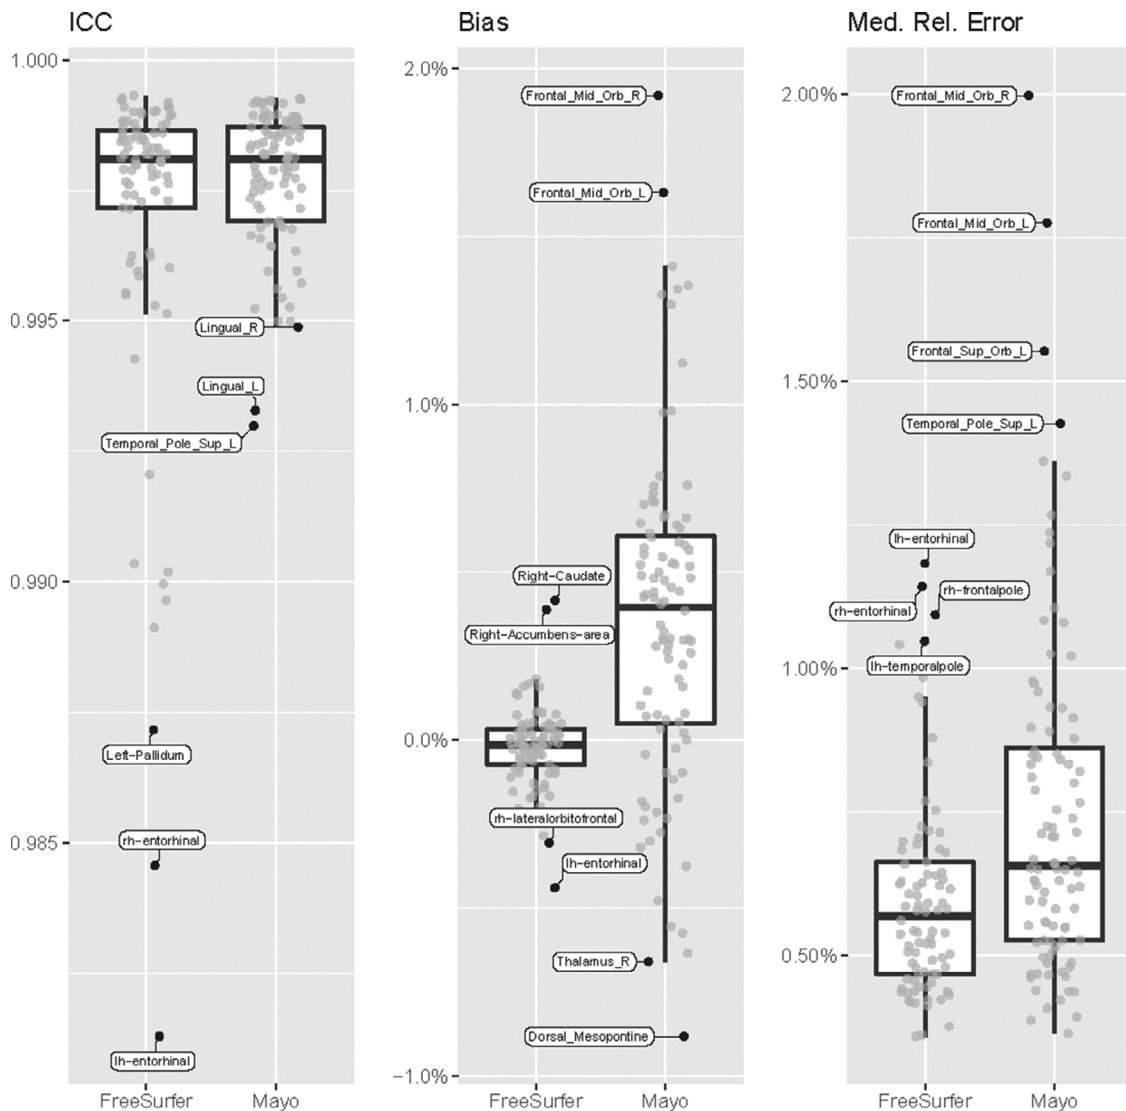 ICC
1.000
0.995
0.990
0.985
Lingual_R
Lingual_L
Temporal_Pole_Sup_L
Left-Pallidum
rh-entorhinal
lh-entorhinal
FreeSurfer Mayo
Bias
2.0%
1.0%
0.0%
−1.0%
Frontal_Mid_Orb_R
Frontal_Mid_Orb_L
Right-Caudate
Right-Accumbens-area
rh-lateralorbitofrontal
lh-entorhinal
Thalamus_R
Dorsal_Mesopontine
FreeSurfer Mayo
Med. Rel. Error
2.00%
1.50%
1.00%
0.50%
Frontal_Mid_Orb_R
Frontal_Mid_Orb_L
Frontal_Sup_Orb_L
Temporal_Pole_Sup_L
lh-entorhinal
rh-frontalpole
rh-entorhinal
lh-temporalpole
FreeSurfer Mayo